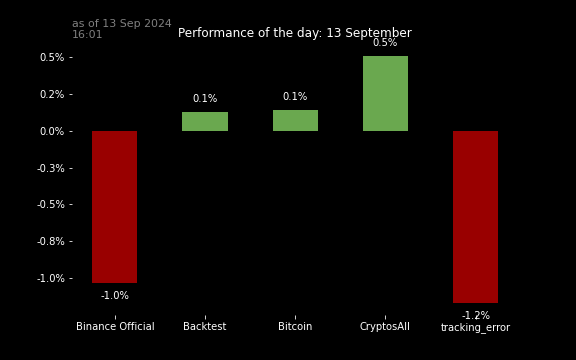 as of 13 Sep 2024
16:01
Performance of the day: 13 September
0.5%
0.5%
0.2%
0.1%
0.1%
0.0%
-0.3%
-0.5%
-0.8%
-1.0%
-1.0%
-1.2%
Binance Official
Backtest
Bitcoin
CryptosAll
tracking_error